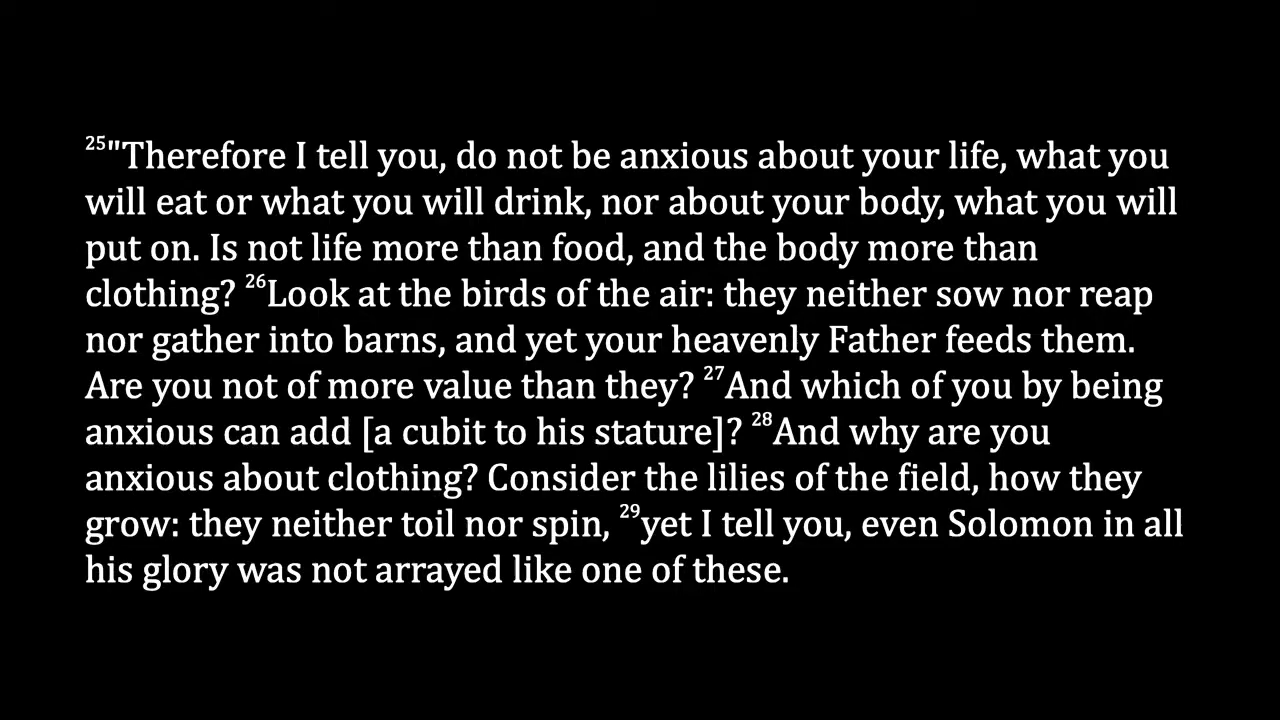 25"Therefore I tell you, do not be anxious about your life, what you
will eat or what you will drink, nor about your body, what you will
put on. Is not life more than food, and the body more than
clothing? 26Look at the birds of the air: they neither sow nor reap
nor gather into barns, and yet your heavenly Father feeds them.
Are you not of more value than they? 27And which of you by being
anxious can add [a cubit to his stature]? 28And why are you
anxious about clothing? Consider the lilies of the field, how they
grow: they neither toil nor spin, 29yet I tell you, even Solomon in all
his glory was not arrayed like one of these.